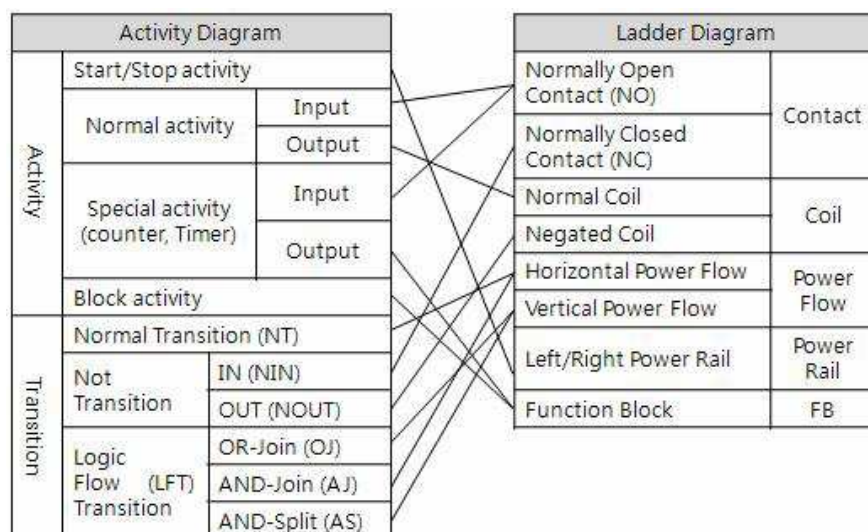 Activity Diagram
Activity
Start/Stop activity
Normal activity
Input
Output
Special activity
(counter, Timer)
Input
Output
Block activity
Transition
Normal Transition (NT)
Not
Transition
IN (NIN)
OUT (NOUT)
Logic
Flow (LFT)
Transition
OR-Join (OJ)
AND-Join (AJ)
AND-Split (AS)
Ladder Diagram
Normally Open
Contact (NO)
Normally Closed
Contact (NC)
Contact
Normal Coil
Negated Coil
Coil
Horizontal Power Flow
Vertical Power Flow
Power
Flow
Left/Right Power Rail
Power
Rail
Function Block
FB